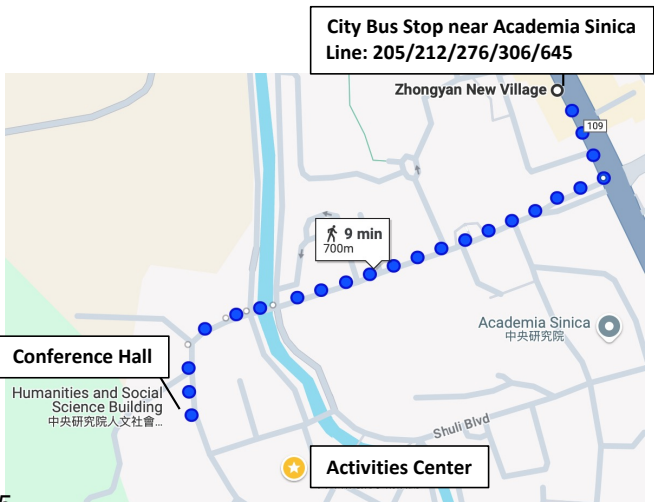 City Bus Stop near Academia Sinica
Line: 205/212/276/306/645
Zhongyan New Village
109
9 min
700m
Academia Sinica
中央研究院
Conference Hall
Humanities and Social
Science Building
中央研究院人文社會...
Shuli Blvd
Activities Center